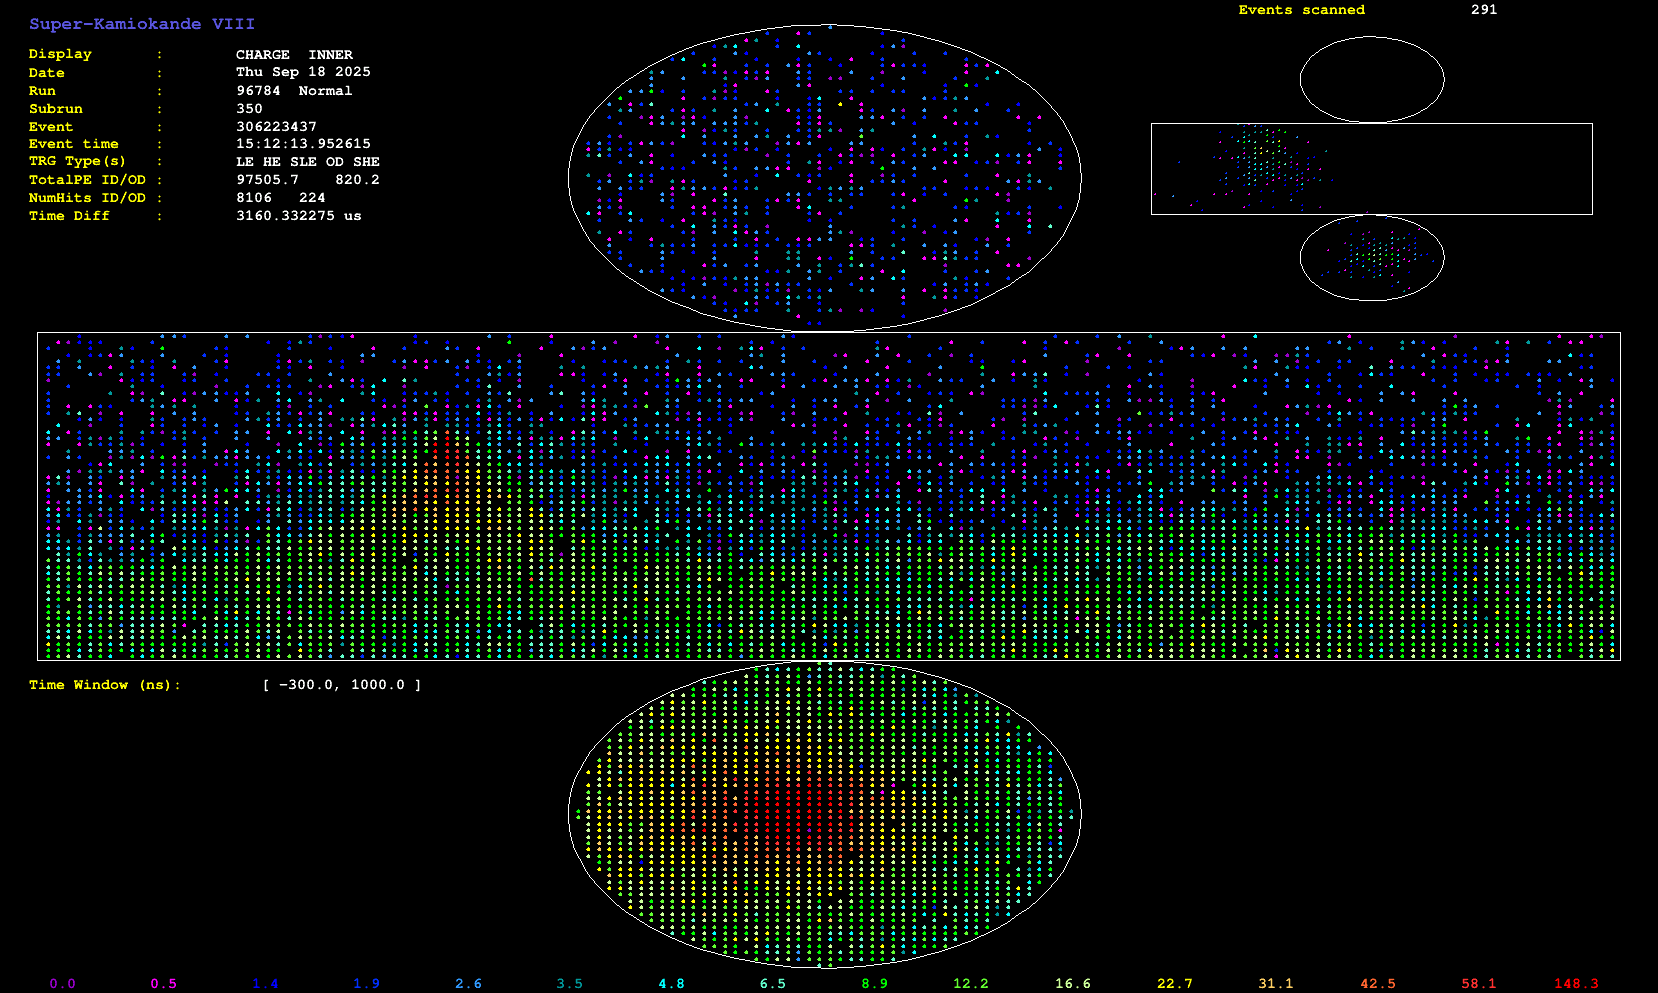 Super-Kamiokande VIII
Events scanned 291
Display : CHARGE INNER
Date : Thu Sep 18 2025
Run : 96784 Normal
Subrun : 350
Event : 306223437
Event time : 15:12:13.952615
TRG Type(s) : LE HE SLE OD SHE
TotalPE ID/OD : 97505.7 820.2
NumHits ID/OD : 8106 224
Time Diff : 3160.332275 us
Time Window (ns): [ -300.0, 1000.0 ]
0.0 0.5 1.4 1.9 2.6 3.5 4.8 6.5 8.9 12.2 16.6 22.7 31.1 42.5 58.1 148.3